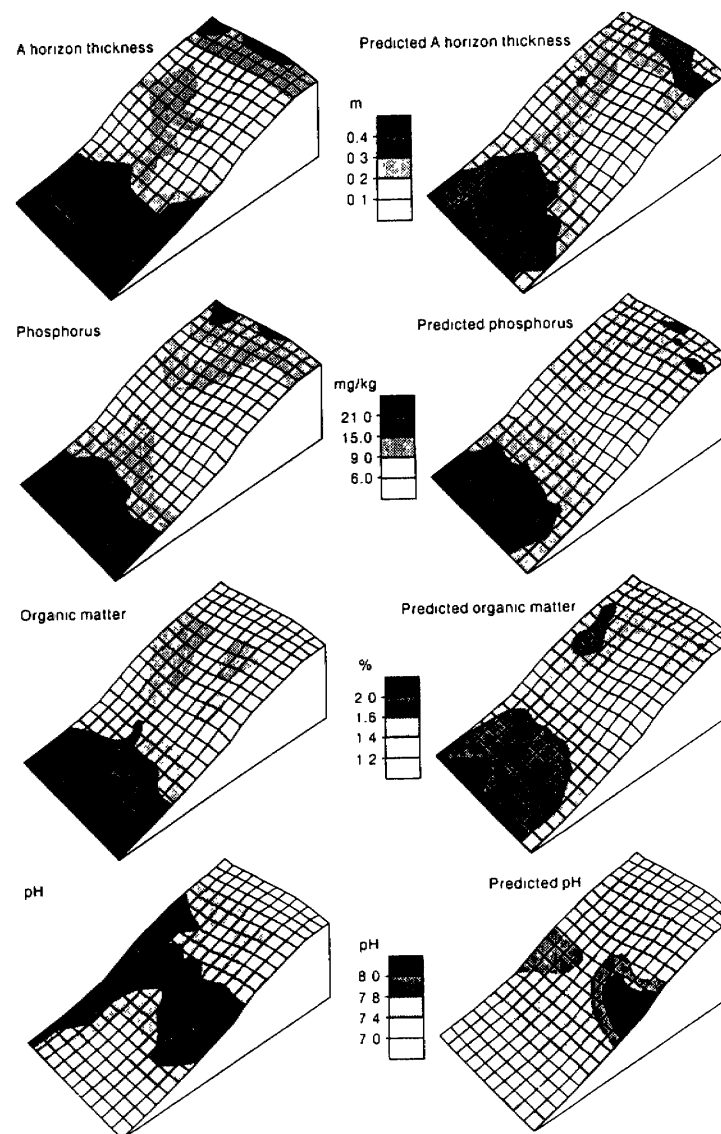 A horizon thickness
Predicted A horizon thickness
m
0 4
0 3
0 2
0 1
Phosphorus
Predicted phosphorus
mg/kg
21 0
15.0
9 0
6.0
Organic matter
Predicted organic matter
%
2 0
1.6
1 4
1 2
pH
Predicted pH
pH
8 0
7 8
7 4
7 0